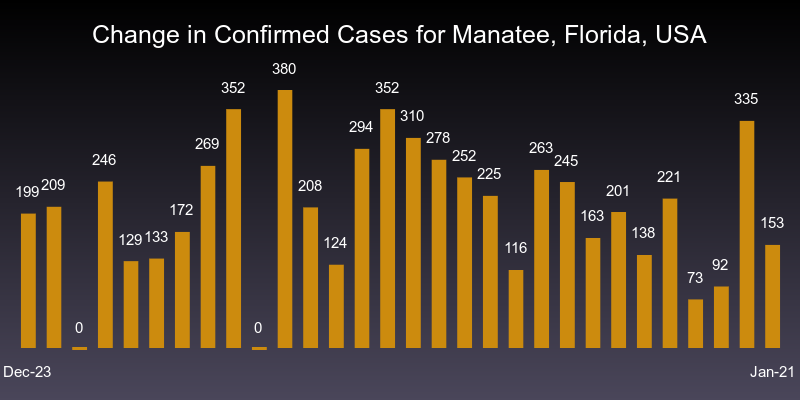 Change in Confirmed Cases for Manatee, Florida, USA
199 209 0 246 129 133 172 269 352 0 380 208 124 294 352 310 278 252 225 116 263 245 163 201 138 221 73 92 335 153
Dec-23 Jan-21